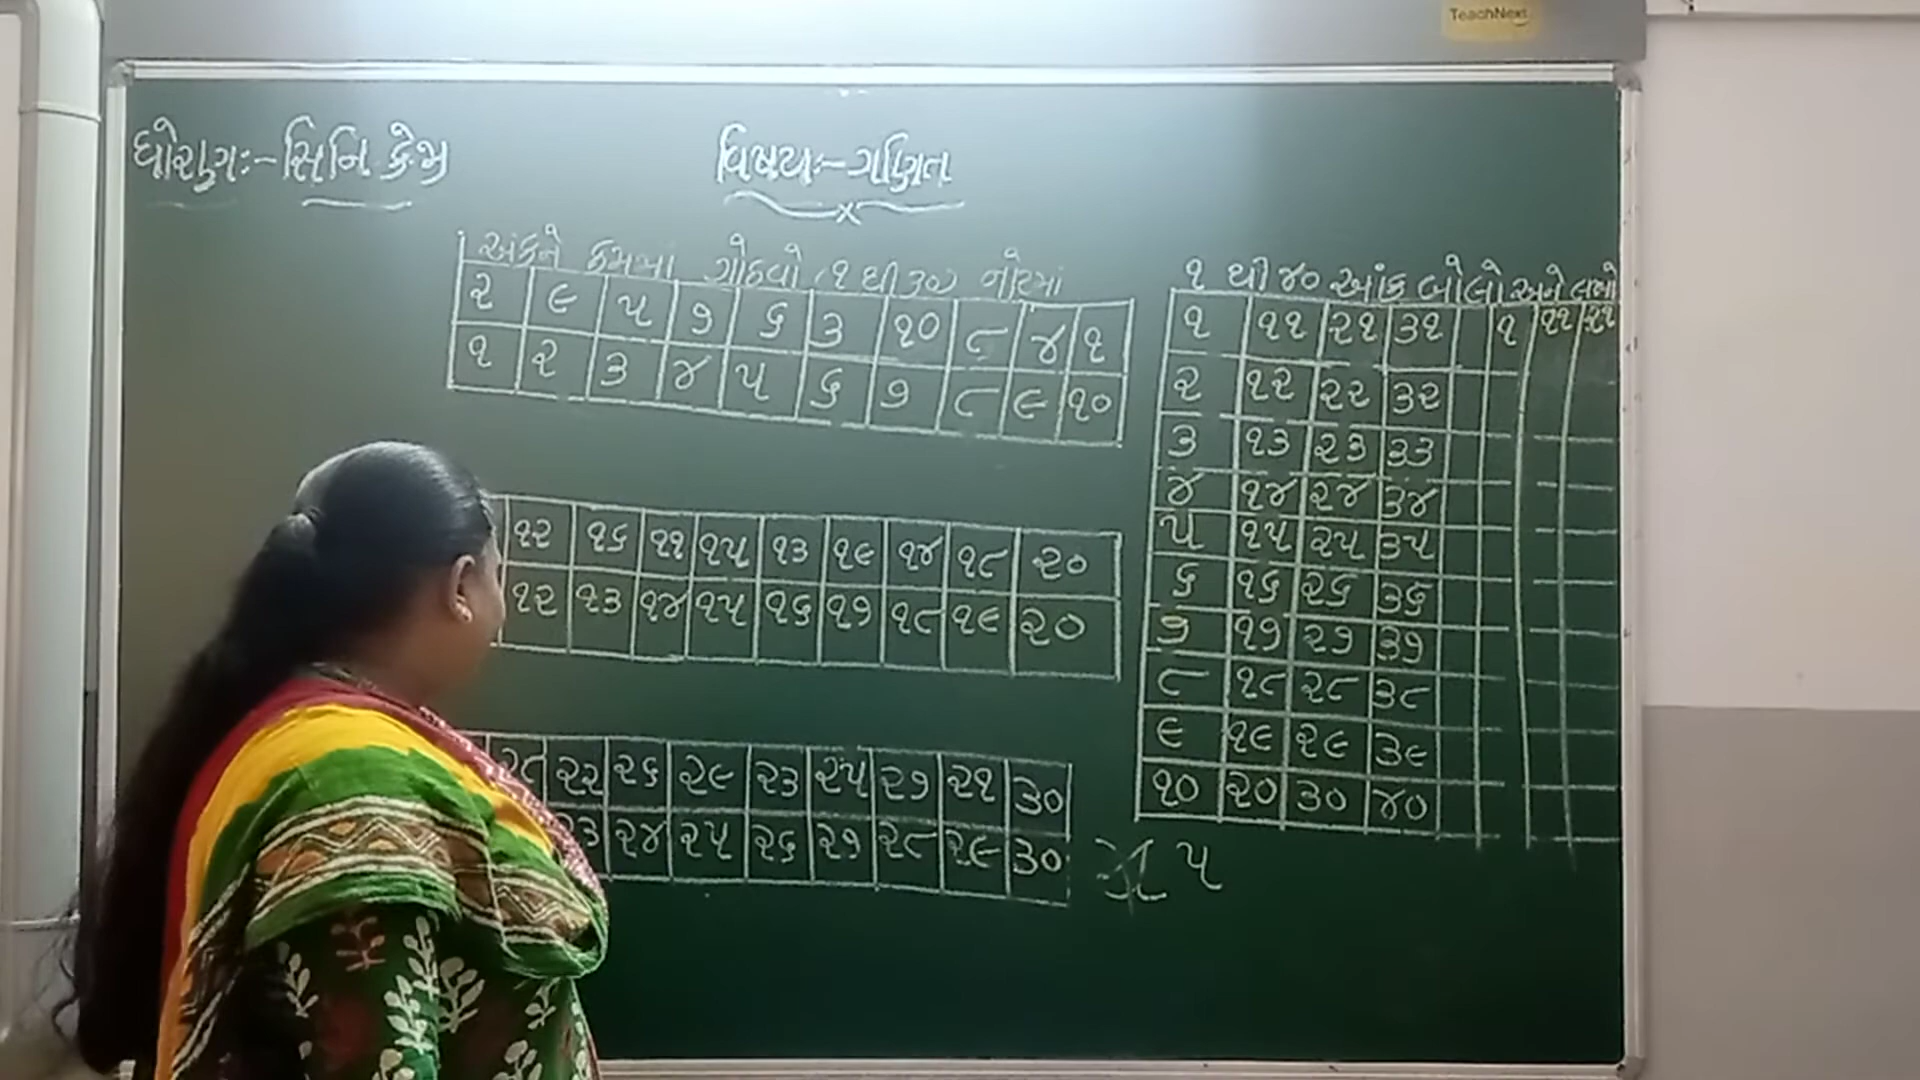 TeachNext
ધોરણઃ- સિનિ કેજી
વિષયઃ- ગણિત
અંકને ક્રમમાં ગોઠવો (૧ થી ૩૦) નોટમાં
૨ ૯ ૫ ૭ ૬ ૩ ૧૦ ૮ ૪ ૧
૧ ૨ ૩ ૪ ૫ ૬ ૭ ૮ ૯ ૧૦
૧૨ ૧૬ ૧૧ ૧૫ ૧૩ ૧૯ ૧૪ ૧૮ ૨૦
૧૨ ૧૩ ૧૪ ૧૫ ૧૬ ૧૭ ૧૮ ૧૯ ૨૦
૨૮ ૨૨ ૨૬ ૨૯ ૨૩ ૨૫ ૨૭ ૨૧ ૩૦
૨૩ ૨૪ ૨૫ ૨૬ ૨૭ ૨૮ ૨૯ ૩૦
૫
૧ થી ૪૦ આંક બોલો અને લખો
૧ ૧૧ ૨૧ ૩૧ ૧ ૧૧ ૨૧
૨ ૧૨ ૨૨ ૩૨
૩ ૧૩ ૨૩ ૩૩
૪ ૧૪ ૨૪ ૩૪
૫ ૧૫ ૨૫ ૩૫
૬ ૧૬ ૨૬ ૩૬
૭ ૧૭ ૨૭ ૩૭
૮ ૧૮ ૨૮ ૩૮
૯ ૧૯ ૨૯ ૩૯
૧૦ ૨૦ ૩૦ ૪૦